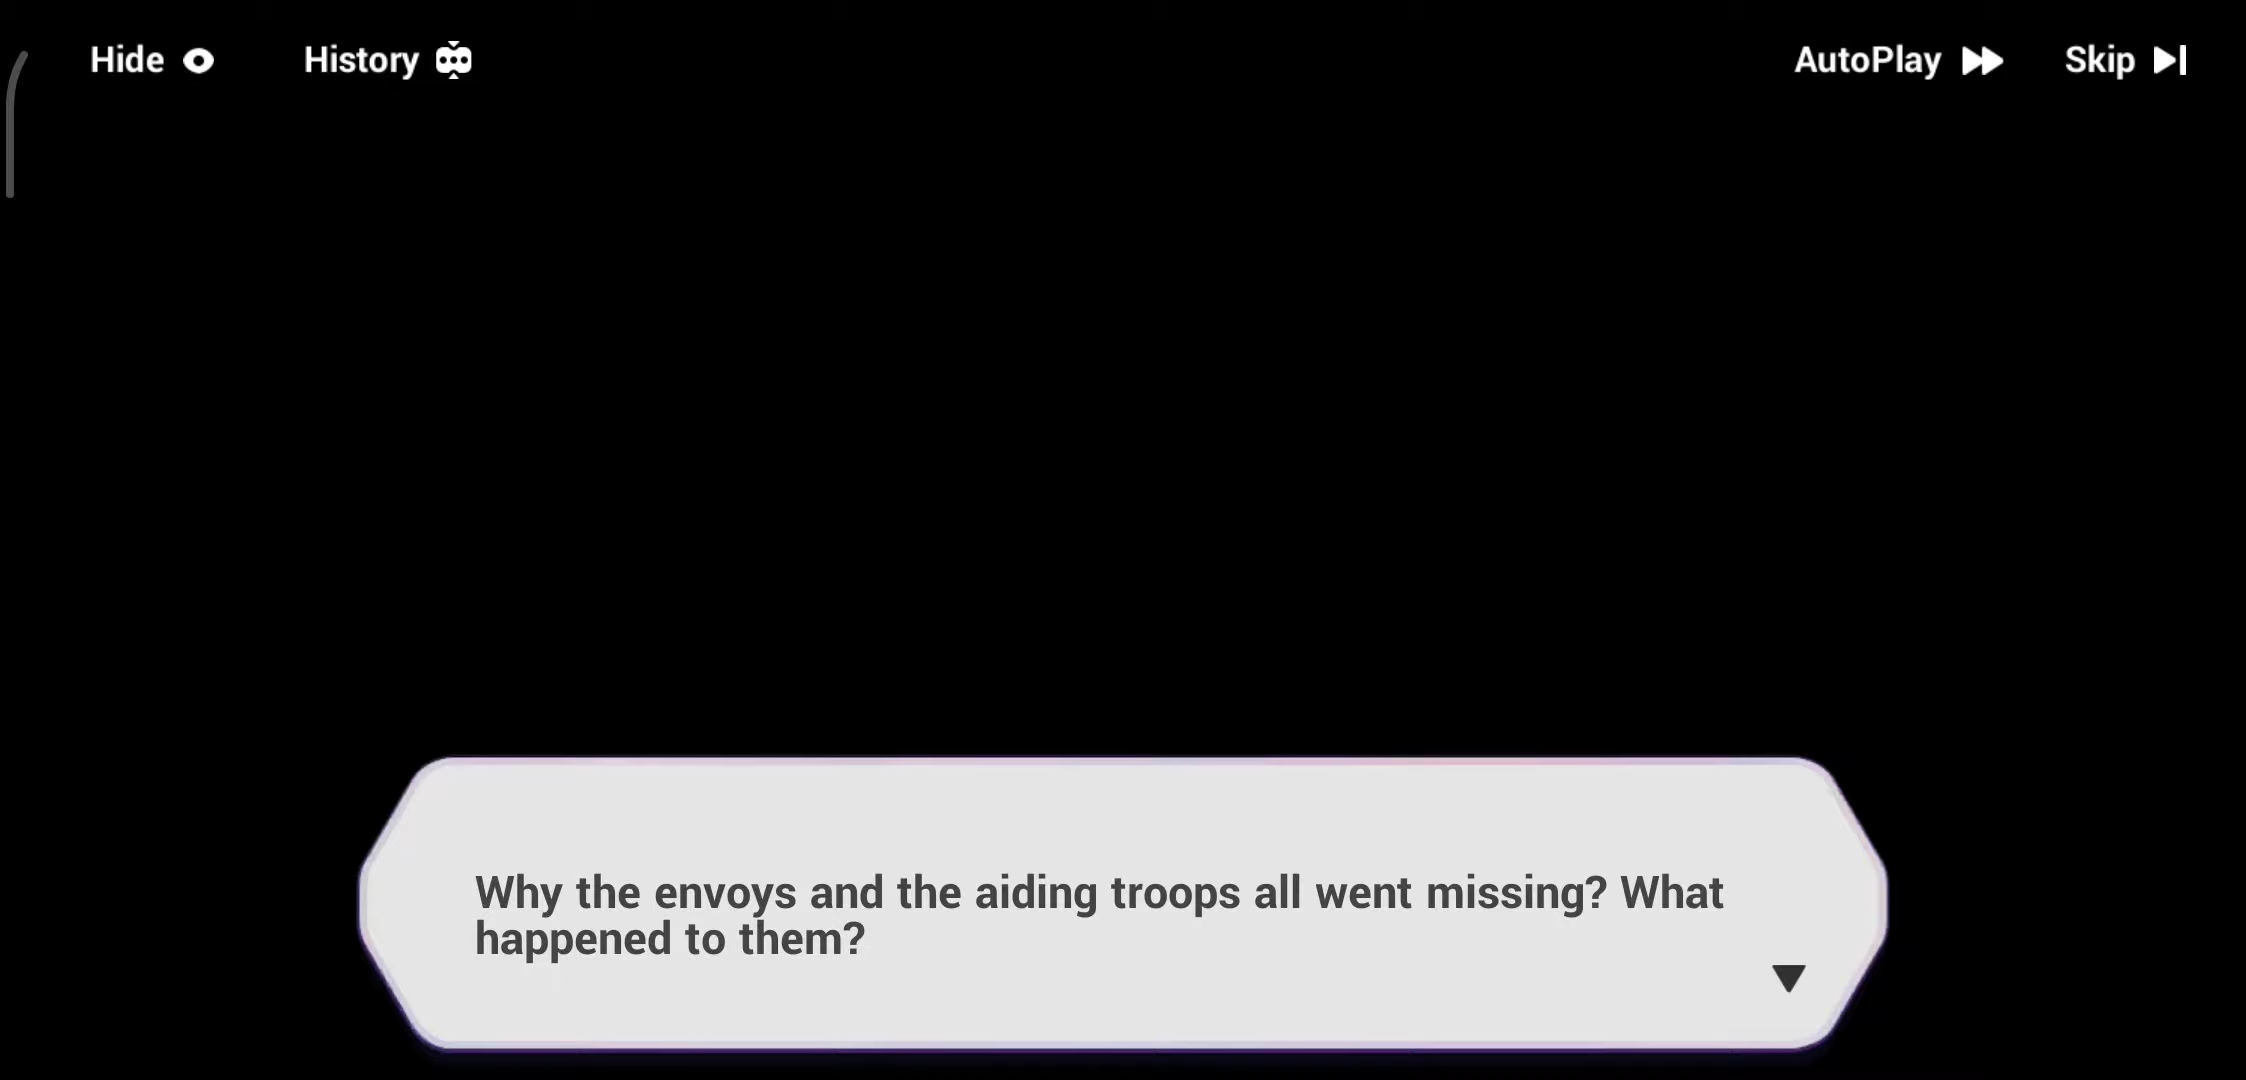 Hide
History
AutoPlay
Skip
Why the envoys and the aiding troops all went missing? What
happened to them?